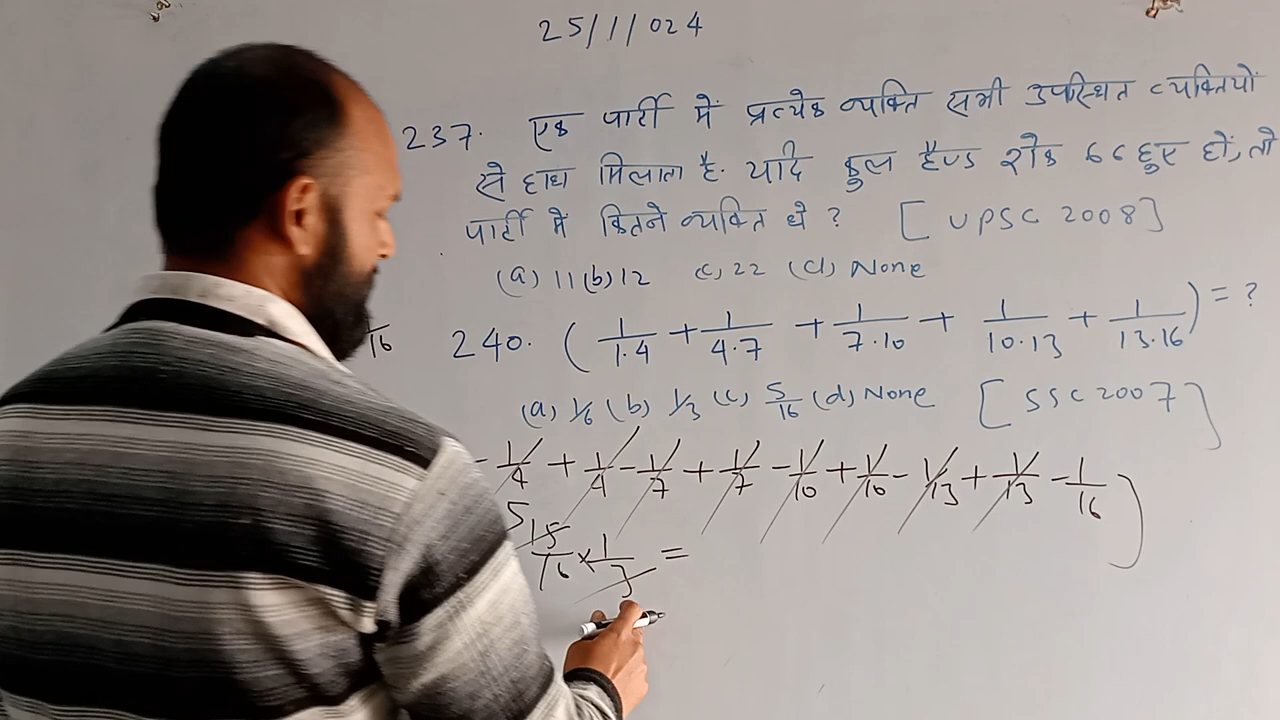 25/1/024
237. एक पार्टी में प्रत्येक व्यक्ति सभी उपस्थित व्यक्तियों
से हाथ मिलाता है. यदि कुल हैण्ड शेक 66 हुए हों, तो
पार्टी में कितने व्यक्ति थे ? [UPSC 2008]
(a) 11 (b) 12 (c) 22 (d) None
240. (1/1.4 + 1/4.7 + 1/7.10 + 1/10.13 + 1/13.16) = ?
(a) 1/6 (b) 1/3 (c) 5/16 (d) None [SSC 2007]
- 1/4 + 1/4 - 1/7 + 1/7 - 1/10 + 1/10 - 1/13 + 1/13 - 1/16)
5
15/16 × 1/3 =
16